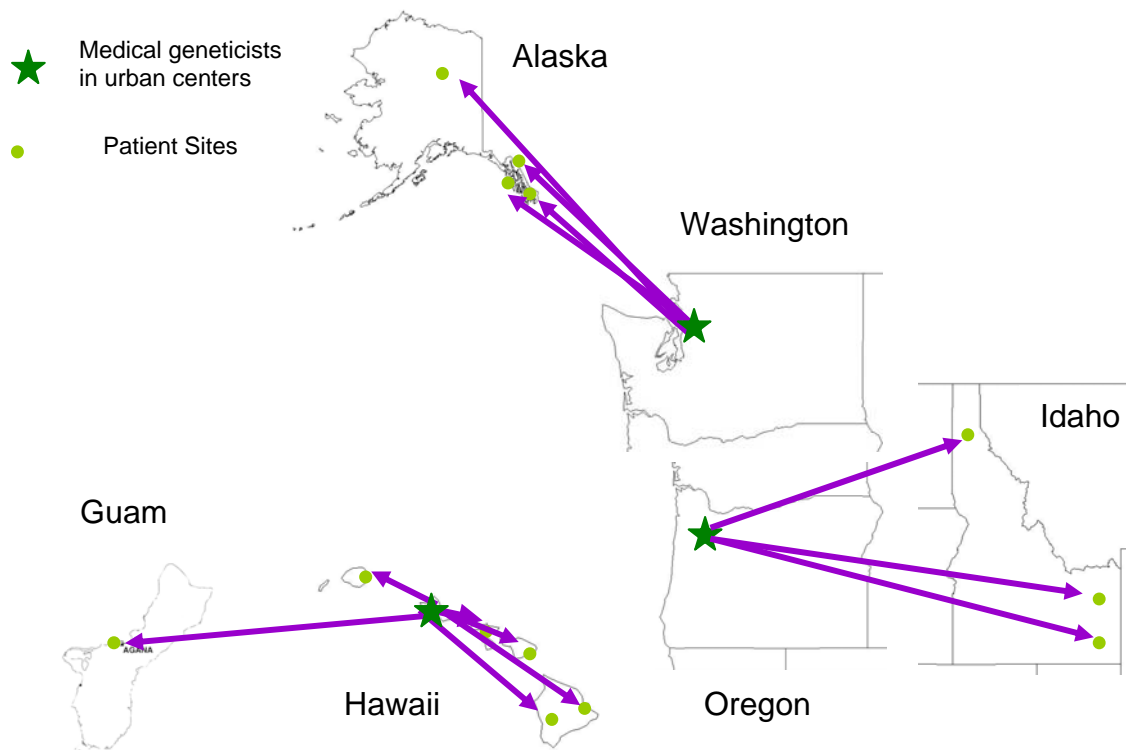 Medical geneticists
in urban centers
Patient Sites
Alaska
Washington
Idaho
Guam
AGANA
Hawaii
Oregon